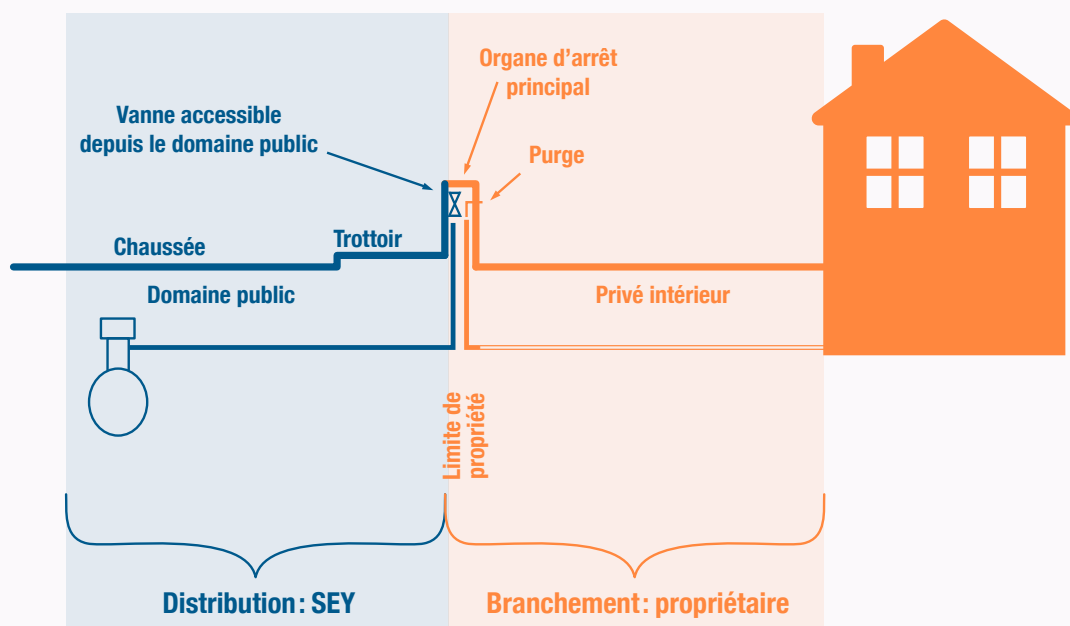 Organe d’arrêt
principal
Vanne accessible
depuis le domaine public
Purge
Trottoir
Chaussée
Domaine public
Privé intérieur
Limite de
propriété
Distribution : SEY
Branchement : propriétaire